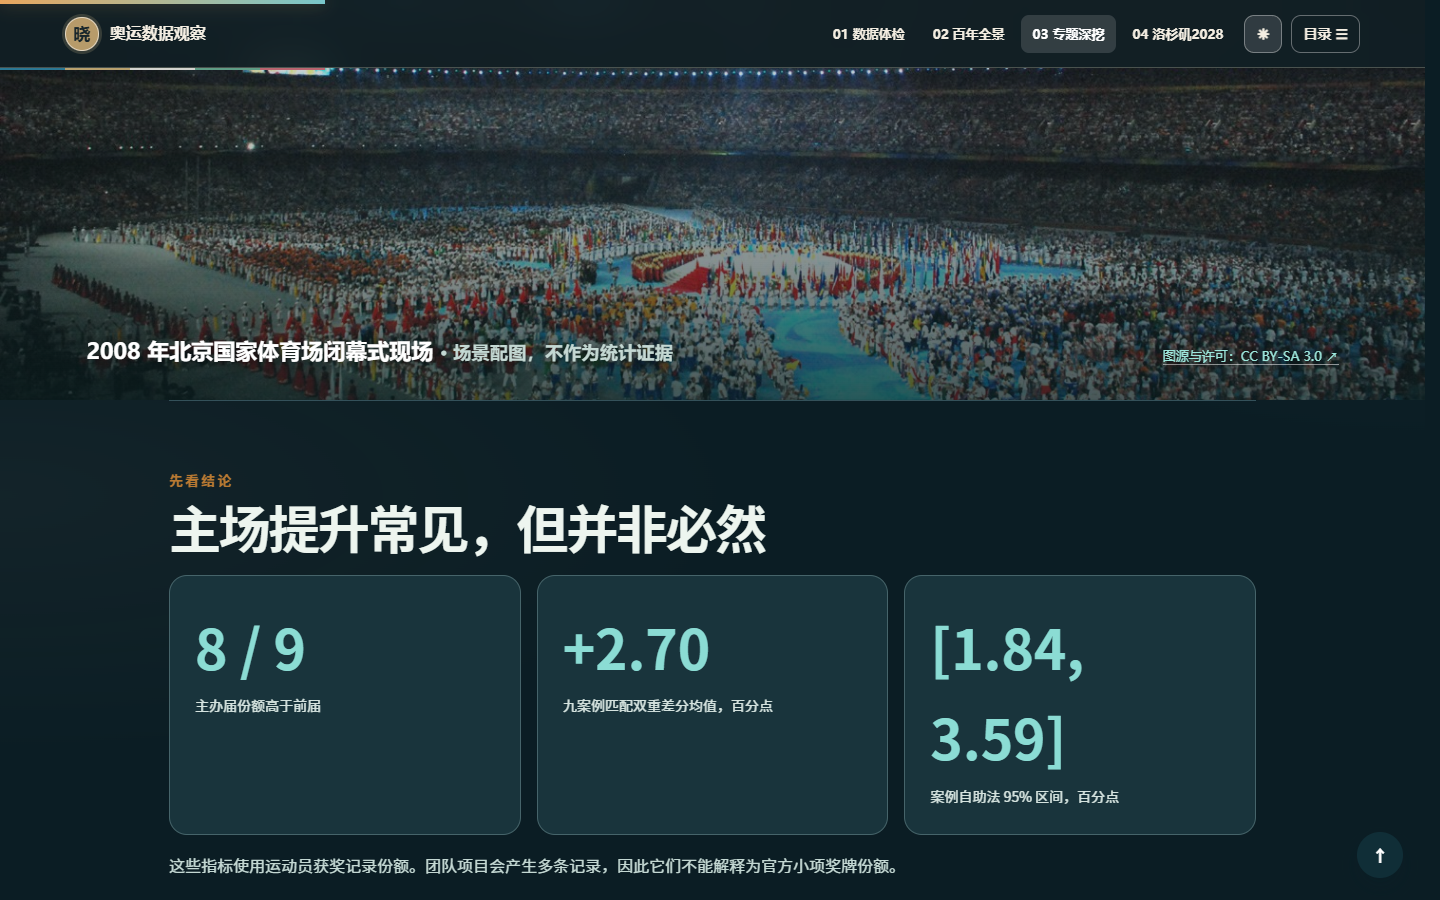 晓 奥运数据观察 01 数据体检 02 百年全景 03 专题深挖 04 洛杉矶2028 目录 ☰
2008 年北京国家体育场闭幕式现场 · 场景配图，不作为统计证据
图源与许可：CC BY-SA 3.0 ↗
先看结论
主场提升常见，但并非必然
8 / 9
主办届份额高于前届
+2.70
九案例匹配双重差分均值，百分点
[1.84,
3.59]
案例自助法 95% 区间，百分点
这些指标使用运动员获奖记录份额。团队项目会产生多条记录，因此它们不能解释为官方小项奖牌份额。
↑